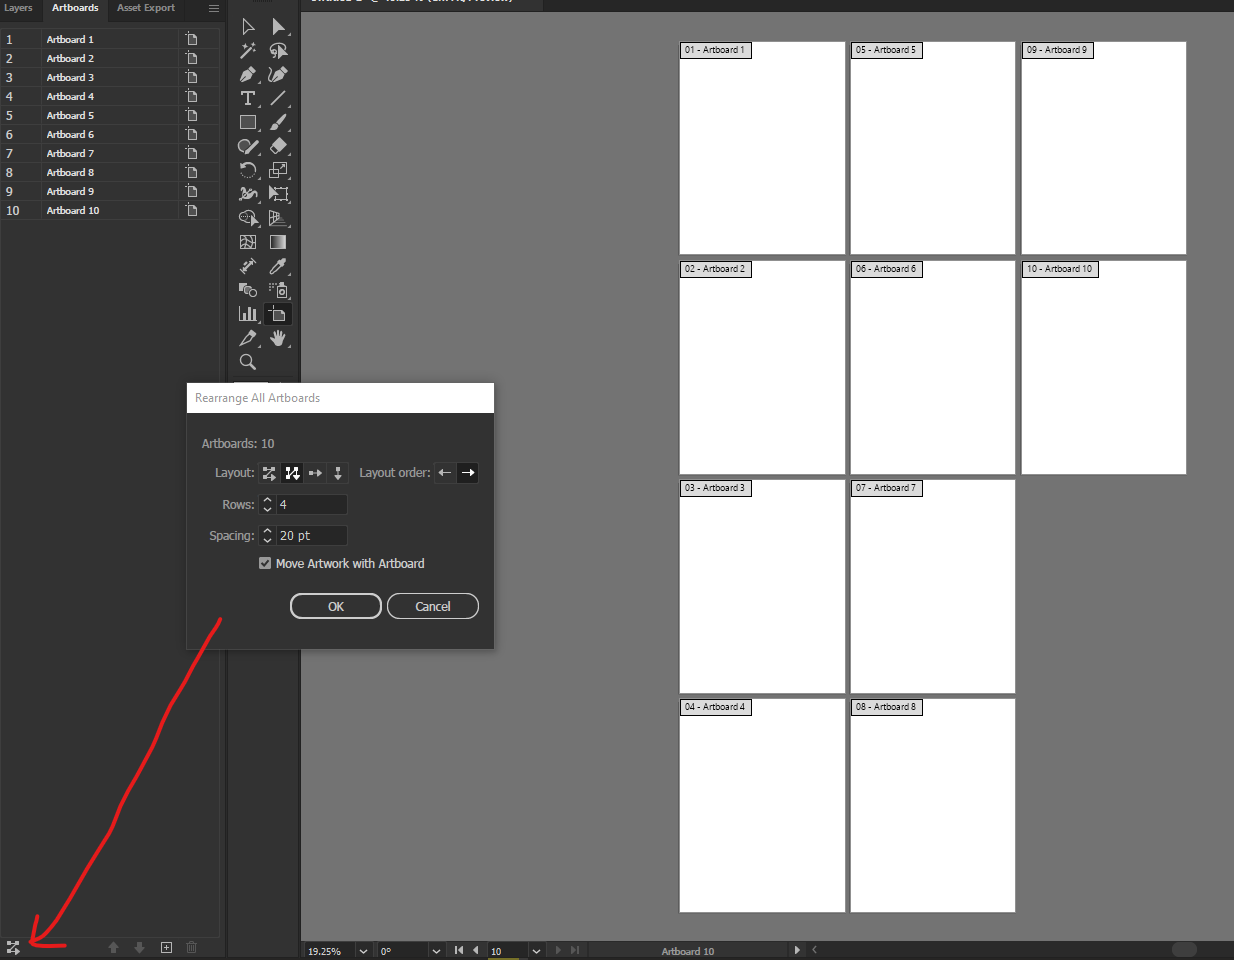 Layers Artboards Asset Export
1 Artboard 1
2 Artboard 2
3 Artboard 3
4 Artboard 4
5 Artboard 5
6 Artboard 6
7 Artboard 7
8 Artboard 8
9 Artboard 9
10 Artboard 10
Rearrange All Artboards
Artboards: 10
Layout: Layout order:
Rows: 4
Spacing: 20 pt
Move Artwork with Artboard
OK Cancel
01 - Artboard 1 05 - Artboard 5 09 - Artboard 9
02 - Artboard 2 06 - Artboard 6 10 - Artboard 10
03 - Artboard 3 07 - Artboard 7
04 - Artboard 4 08 - Artboard 8
19.25% 0° 10 Artboard 10